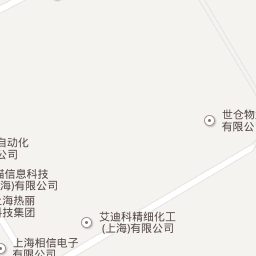 世仓物
有限公
自动化
公司
猫信息科技
海)有限公司
上海热丽
科技集团
艾迪科精细化工
(上海)有限公司
上海相信电子
有限公司